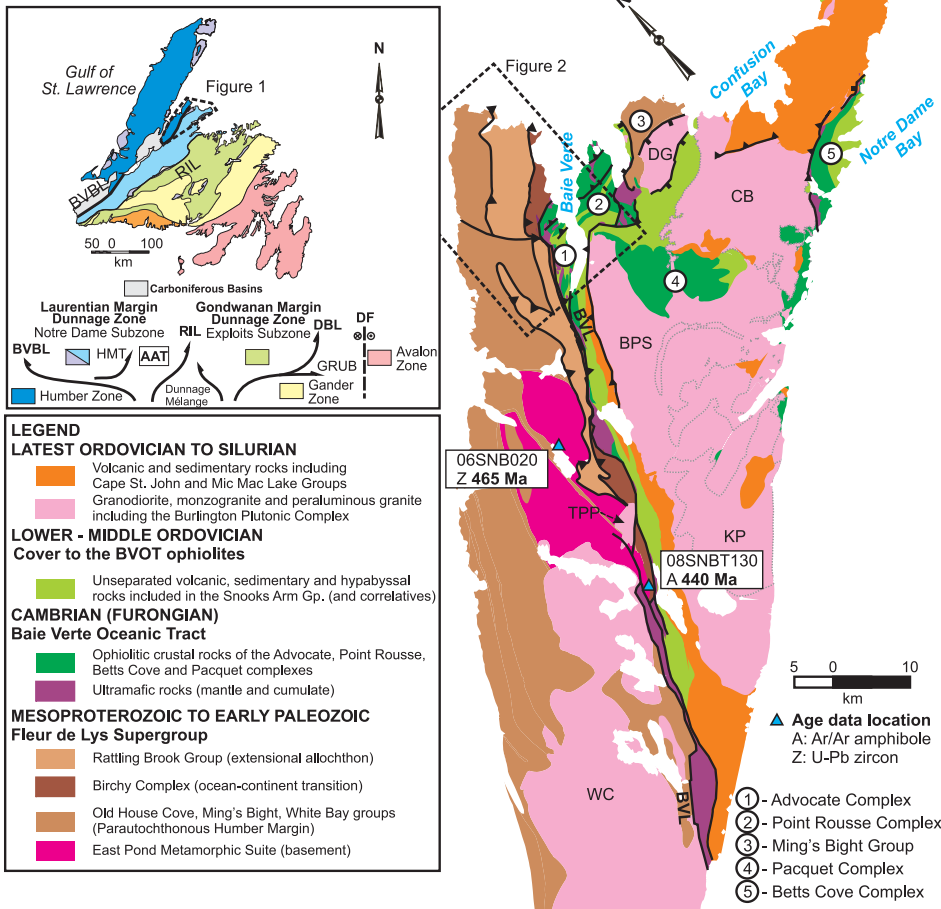 Gulf of
St. Lawrence
Figure 1
N
BVBL
RIL
50 0 100
km
Carboniferous Basins
Laurentian Margin
Dunnage Zone
Notre Dame Subzone
Gondwanan Margin
Dunnage Zone
Exploits Subzone
BVBL
HMT
AAT
RIL
DBL
DF
GRUB
Avalon
Zone
Humber Zone
Dunnage
Mélange
Gander
Zone
LEGEND
LATEST ORDOVICIAN TO SILURIAN
Volcanic and sedimentary rocks including
Cape St. John and Mic Mac Lake Groups
Granodiorite, monzogranite and peraluminous granite
including the Burlington Plutonic Complex
LOWER - MIDDLE ORDOVICIAN
Cover to the BVOT ophiolites
Unseparated volcanic, sedimentary and hypabyssal
rocks included in the Snooks Arm Gp. (and correlatives)
CAMBRIAN (FURONGIAN)
Baie Verte Oceanic Tract
Ophiolitic crustal rocks of the Advocate, Point Rousse,
Betts Cove and Pacquet complexes
Ultramafic rocks (mantle and cumulate)
MESOPROTEROZOIC TO EARLY PALEOZOIC
Fleur de Lys Supergroup
Rattling Brook Group (extensional allochthon)
Birchy Complex (ocean-continent transition)
Old House Cove, Ming's Bight, White Bay groups
(Parautochthonous Humber Margin)
East Pond Metamorphic Suite (basement)
Figure 2
Confusion
Bay
Notre Dame
Bay
Baie Verte
3
DG
5
2
CB
1
4
BVL
BPS
06SNB020
Z 465 Ma
TPP
KP
08SNBT130
A 440 Ma
WC
BVL
5 0 10
km
Age data location
A: Ar/Ar amphibole
Z: U-Pb zircon
1 - Advocate Complex
2 - Point Rousse Complex
3 - Ming's Bight Group
4 - Pacquet Complex
5 - Betts Cove Complex